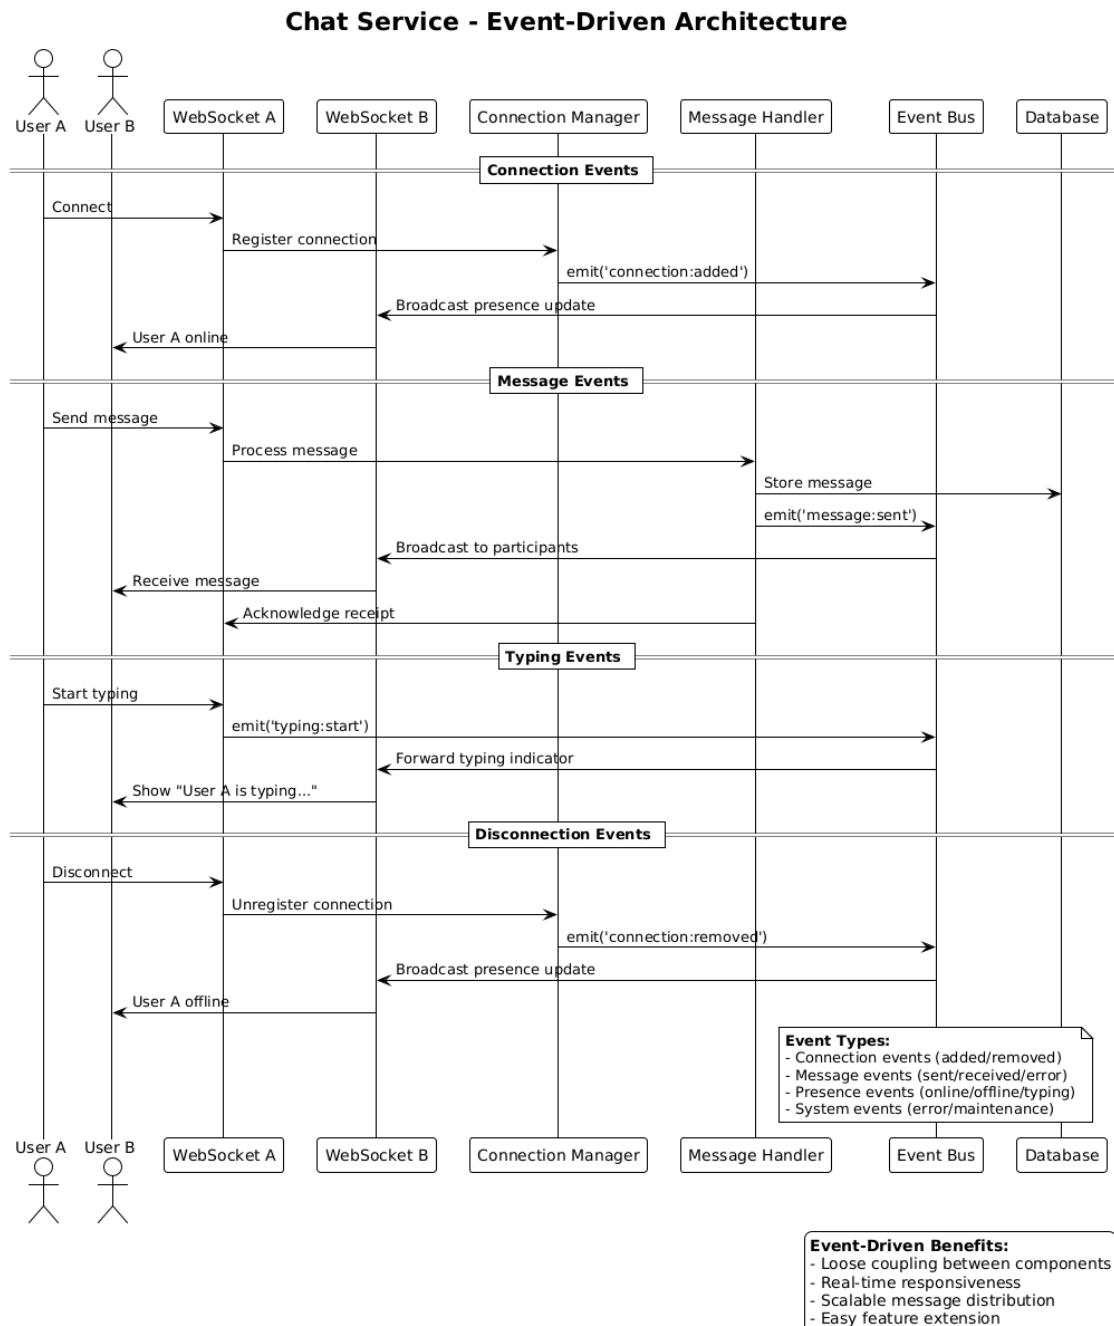 Chat Service - Event-Driven Architecture
User A
User B
WebSocket A
WebSocket B
Connection Manager
Message Handler
Event Bus
Database
Connection Events
Connect
Register connection
emit('connection:added')
Broadcast presence update
User A online
Message Events
Send message
Process message
Store message
emit('message:sent')
Broadcast to participants
Receive message
Acknowledge receipt
Typing Events
Start typing
emit('typing:start')
Forward typing indicator
Show "User A is typing..."
Disconnection Events
Disconnect
Unregister connection
emit('connection:removed')
Broadcast presence update
User A offline
Event Types:
- Connection events (added/removed)
- Message events (sent/received/error)
- Presence events (online/offline/typing)
- System events (error/maintenance)
User A
User B
WebSocket A
WebSocket B
Connection Manager
Message Handler
Event Bus
Database
Event-Driven Benefits:
- Loose coupling between components
- Real-time responsiveness
- Scalable message distribution
- Easy feature extension